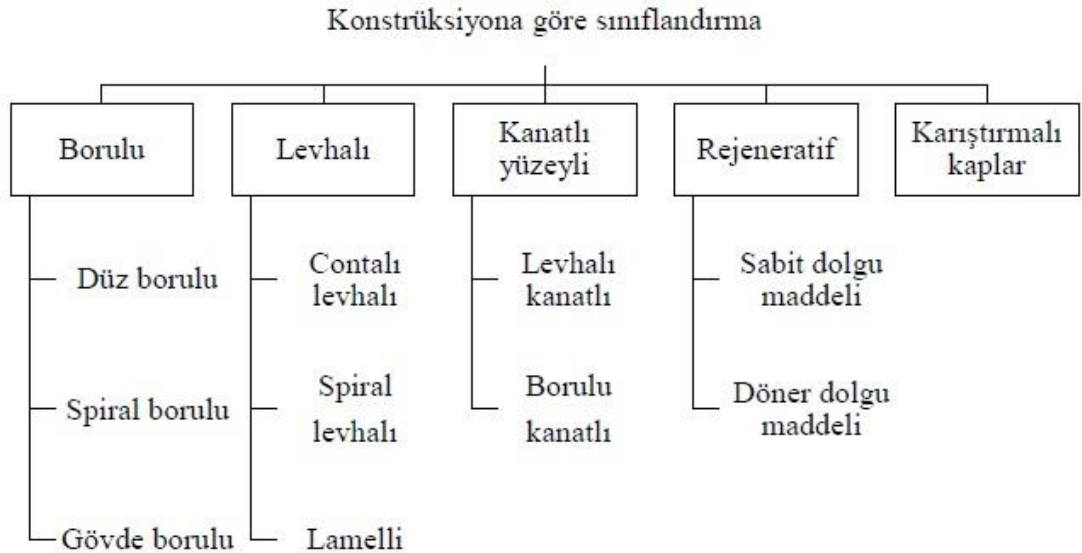 Konstrüksiyona göre sınıflandırma
Borulu
Levhalı
Kanatlı
yüzeyli
Rejeneratif
Karıştırmalı
kaplar
Düz borulu
Contalı
levhalı
Levhalı
kanatlı
Sabit dolgu
maddeli
Spiral borulu
Spiral
levhalı
Borulu
kanatlı
Döner dolgu
maddeli
Gövde borulu
Lamelli